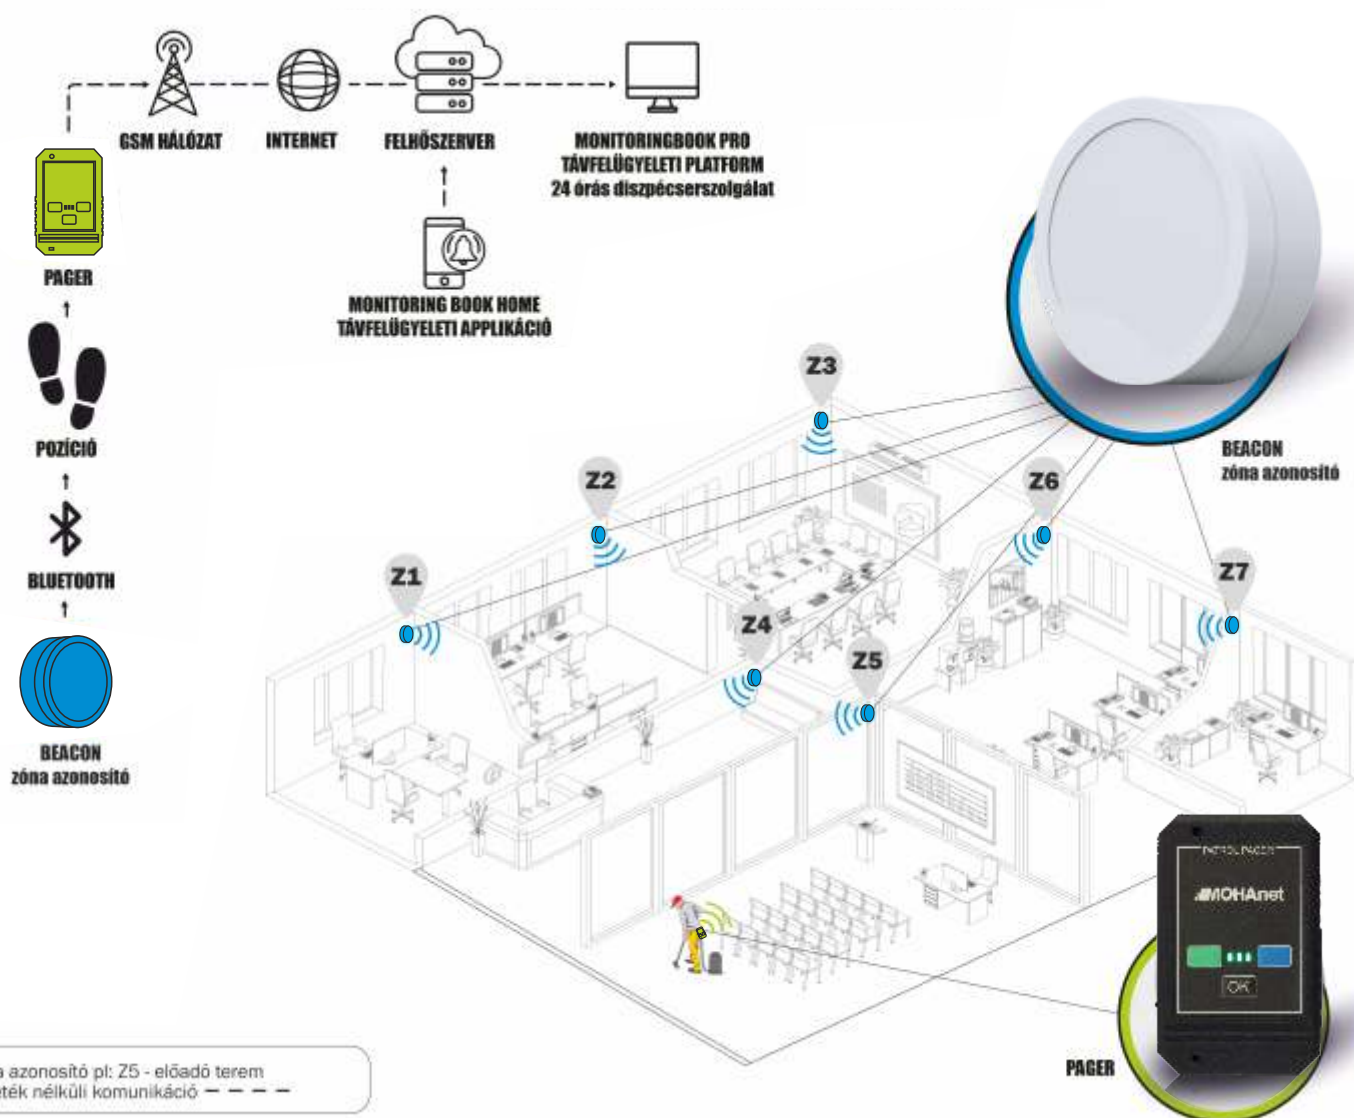 GSM HÁLÓZAT
INTERNET
FELHŐSZERVER
MONITORINGBOOK PRO
TÁVFELÜGYELETI PLATFORM
24 órás diszpécserszolgálat
PAGER
MONITORING BOOK HOME
TÁVFELÜGYELETI APPLIKÁCIÓ
POZÍCIÓ
BLUETOOTH
BEACON
zóna azonosító
BEACON
zóna azonosító
Z3
Z2
Z6
Z1
Z7
Z4
Z5
PATROL PAGER
MOHAnet
OK
PAGER
a azonosító pl: Z5 - előadó terem
eték nélküli komunikáció